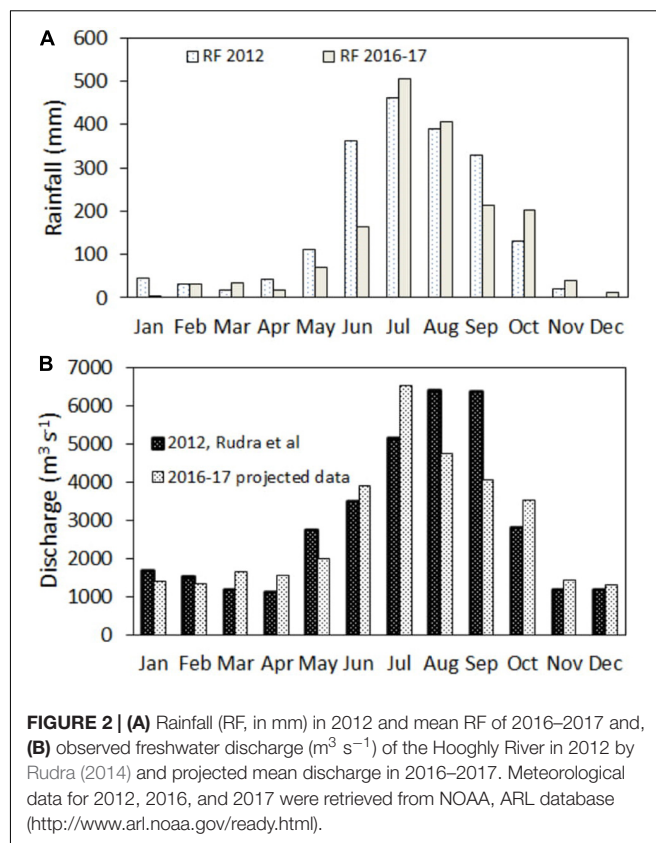 A
RF 2012
RF 2016-17
Rainfall (mm)
600
500
400
300
200
100
0
Jan Feb Mar Apr May Jun Jul Aug Sep Oct Nov Dec
B
2012, Rudra et al
2016-17 projected data
Discharge (m³ s⁻¹)
7000
6000
5000
4000
3000
2000
1000
0
Jan Feb Mar Apr May Jun Jul Aug Sep Oct Nov Dec
FIGURE 2 | (A) Rainfall (RF, in mm) in 2012 and mean RF of 2016–2017 and,
(B) observed freshwater discharge (m³ s⁻¹) of the Hooghly River in 2012 by
Rudra (2014) and projected mean discharge in 2016–2017. Meteorological
data for 2012, 2016, and 2017 were retrieved from NOAA, ARL database
(http://www.arl.noaa.gov/ready.html).